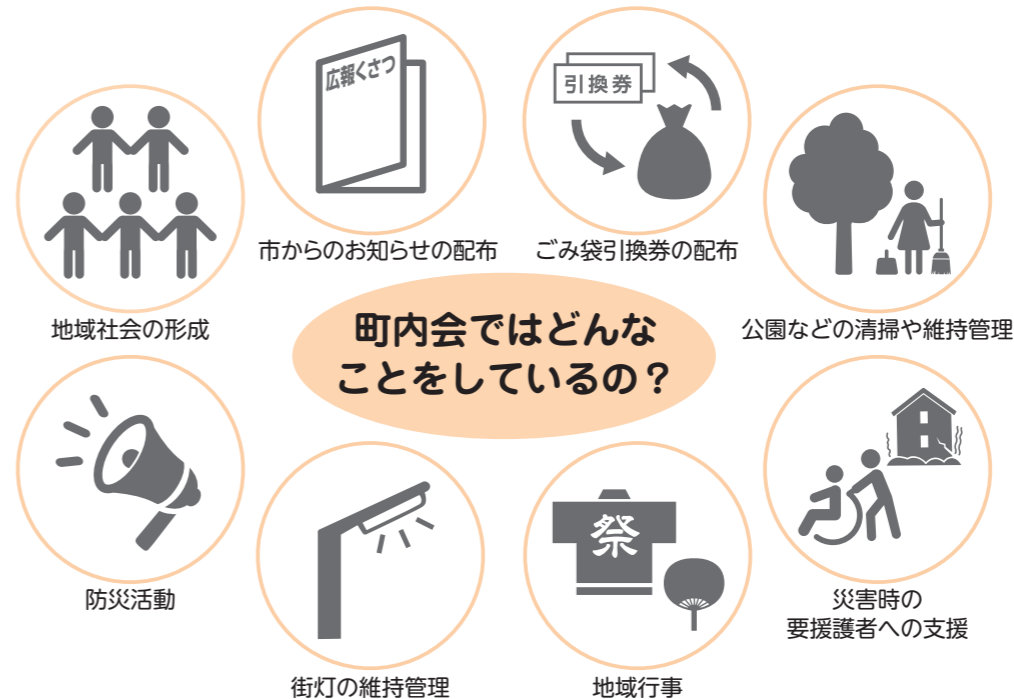 町内会ではどんな
ことをしているの？
地域社会の形成
広報くさつ
市からのお知らせの配布
引換券
ごみ袋引換券の配布
公園などの清掃や維持管理
防災活動
街灯の維持管理
祭
地域行事
災害時の
要援護者への支援